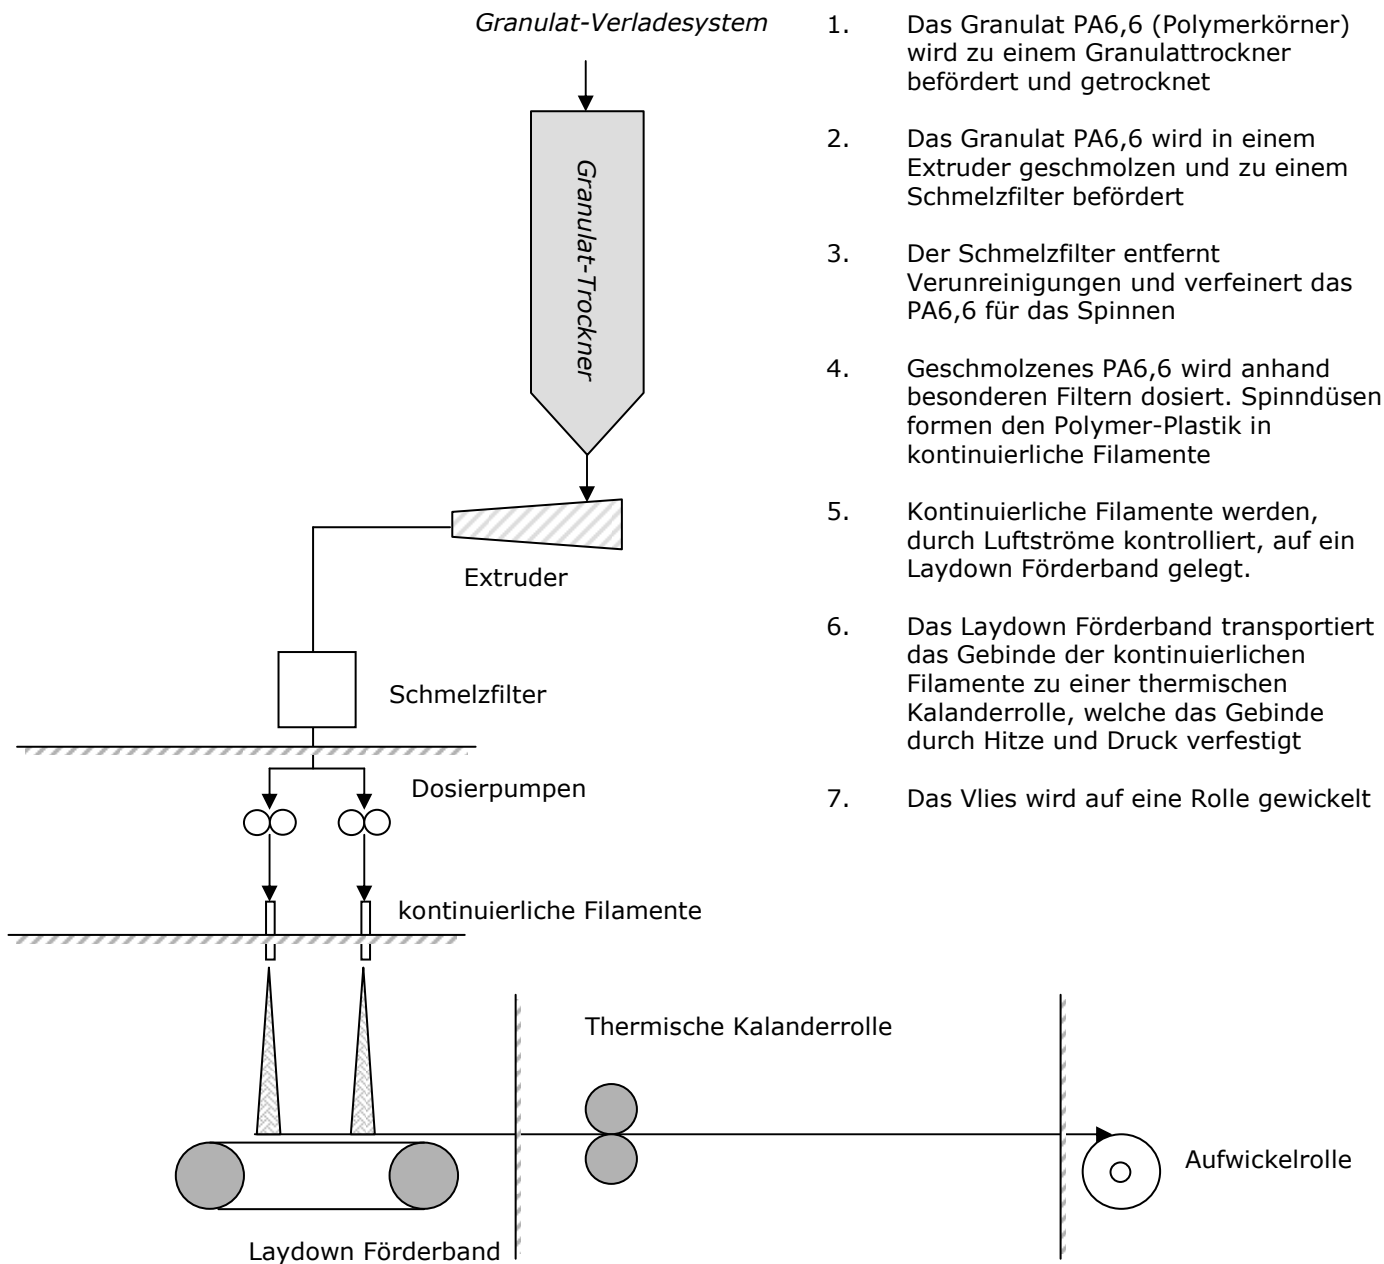 Granulat-Verladesystem
Granulat-Trockner
Extruder
Schmelzfilter
Dosierpumpen
kontinuierliche Filamente
Thermische Kalanderrolle
Aufwickelrolle
Laydown Förderband
1. Das Granulat PA6,6 (Polymerkörner)
wird zu einem Granulattrockner
befördert und getrocknet
2. Das Granulat PA6,6 wird in einem
Extruder geschmolzen und zu einem
Schmelzfilter befördert
3. Der Schmelzfilter entfernt
Verunreinigungen und verfeinert das
PA6,6 für das Spinnen
4. Geschmolzenes PA6,6 wird anhand
besonderen Filtern dosiert. Spinndüsen
formen den Polymer-Plastik in
kontinuierliche Filamente
5. Kontinuierliche Filamente werden,
durch Luftströme kontrolliert, auf ein
Laydown Förderband gelegt.
6. Das Laydown Förderband transportiert
das Gebinde der kontinuierlichen
Filamente zu einer thermischen
Kalanderrolle, welche das Gebinde
durch Hitze und Druck verfestigt
7. Das Vlies wird auf eine Rolle gewickelt